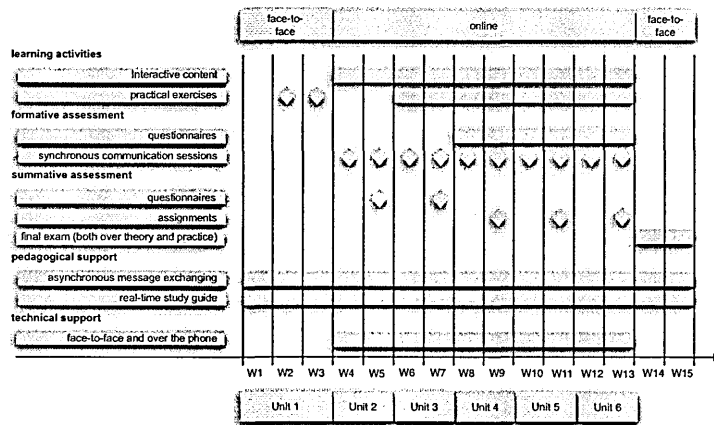 face-to-
face
online
face-to-
face
learning activities
Interactive content
practical exercises
formative assessment
questionnaires
synchronous communication sessions
summative assessment
questionnaires
assignments
final exam (both over theory and practice)
pedagogical support
asynchronous message exchanging
real-time study guide
technical support
face-to-face and over the phone
W1 W2 W3 W4 W5 W6 W7 W8 W9 W10 W11 W12 W13 W14 W15
Unit 1 Unit 2 Unit 3 Unit 4 Unit 5 Unit 6